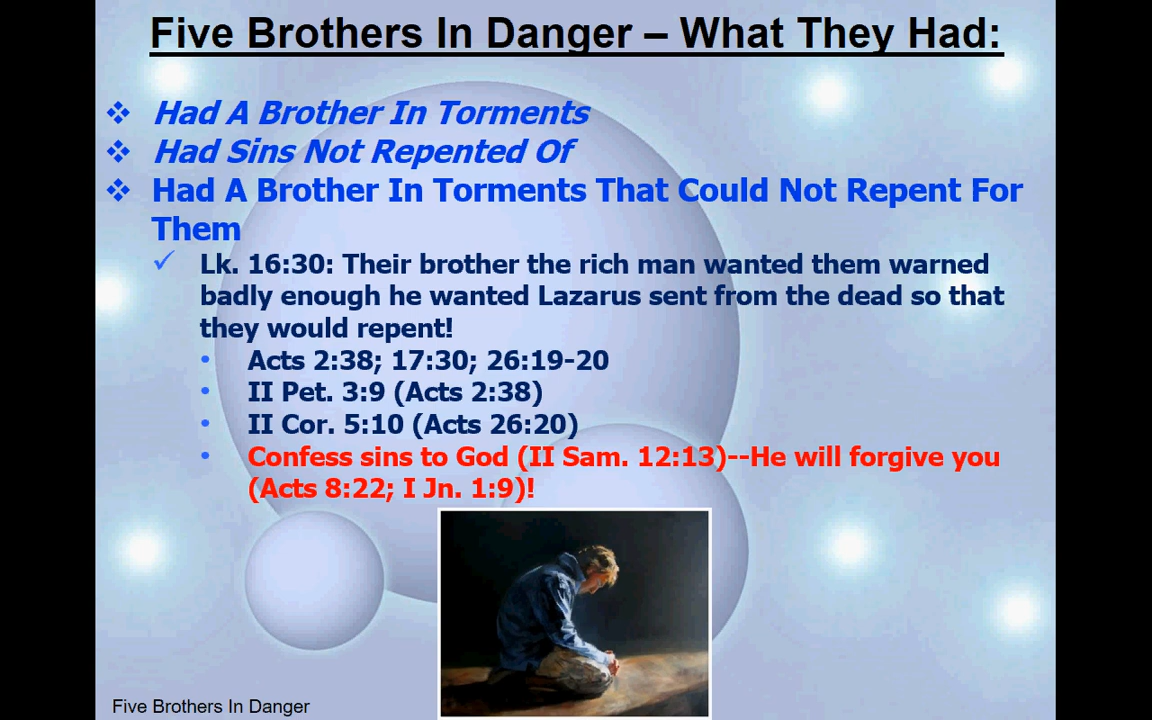 Five Brothers In Danger – What They Had:
❖ Had A Brother In Torments
❖ Had Sins Not Repented Of
❖ Had A Brother In Torments That Could Not Repent For
Them
✓ Lk. 16:30: Their brother the rich man wanted them warned
badly enough he wanted Lazarus sent from the dead so that
they would repent!
• Acts 2:38; 17:30; 26:19-20
• II Pet. 3:9 (Acts 2:38)
• II Cor. 5:10 (Acts 26:20)
• Confess sins to God (II Sam. 12:13)--He will forgive you
(Acts 8:22; I Jn. 1:9)!
Five Brothers In Danger